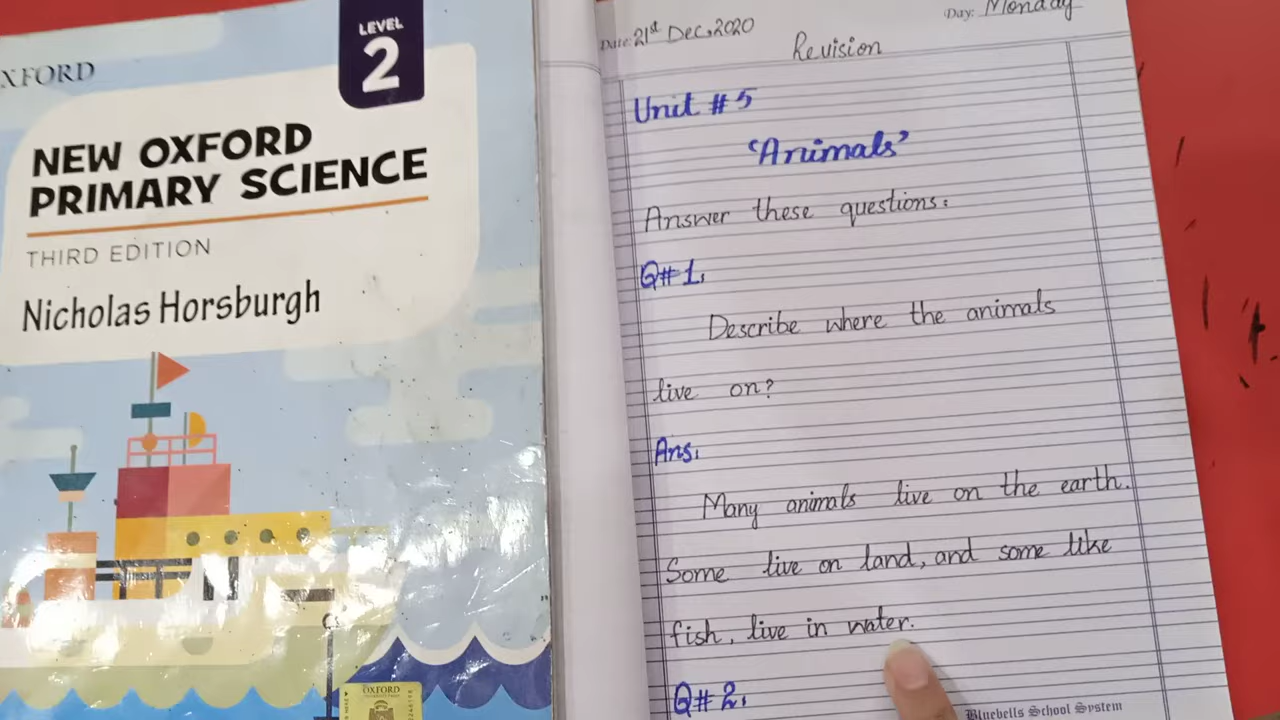 XFORD
LEVEL
2
NEW OXFORD
PRIMARY SCIENCE
THIRD EDITION
Nicholas Horsburgh
OXFORD
Date: 21st Dec, 2020
Day: Monday
Revision
Unit # 5
'Animals'
Answer these questions:
Q# 1.
Describe where the animals
live on?
Ans.
Many animals live on the earth.
Some live on land, and some like
fish, live in water.
Q# 2.
Bluebells School System